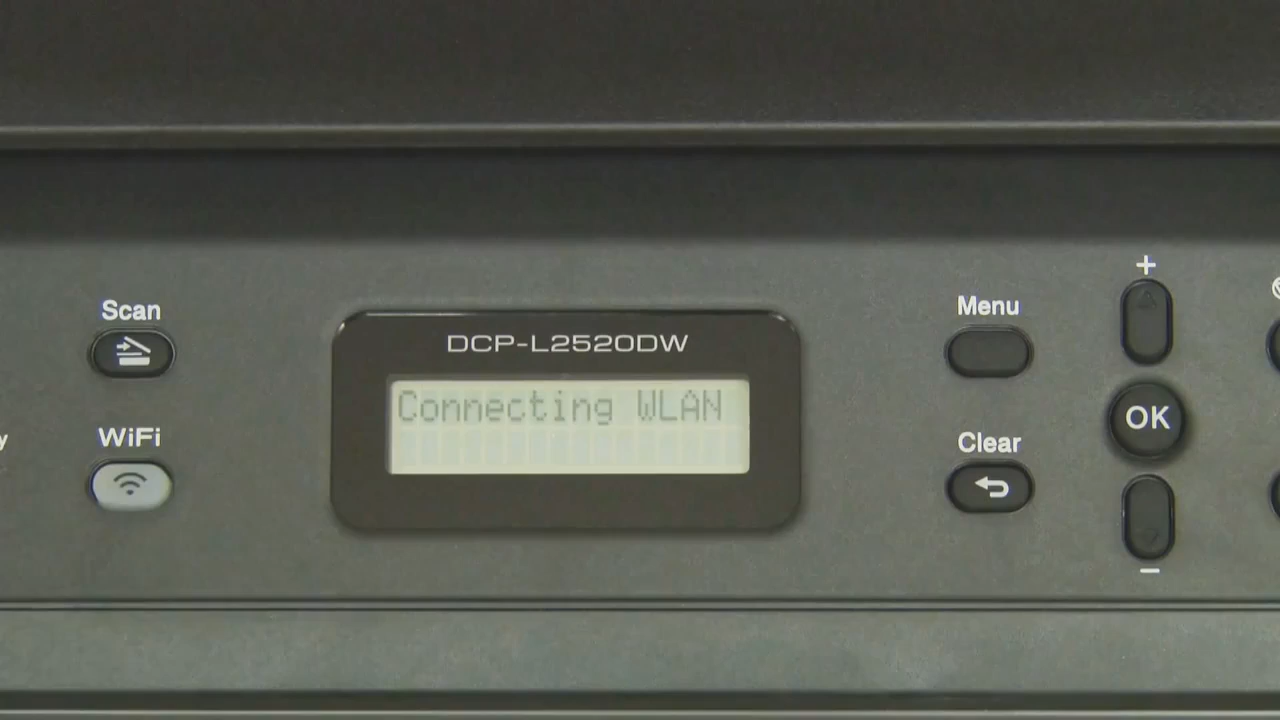 Scan
WiFi
DCP-L2520DW
Connecting WLAN
Menu
Clear
+
OK
−